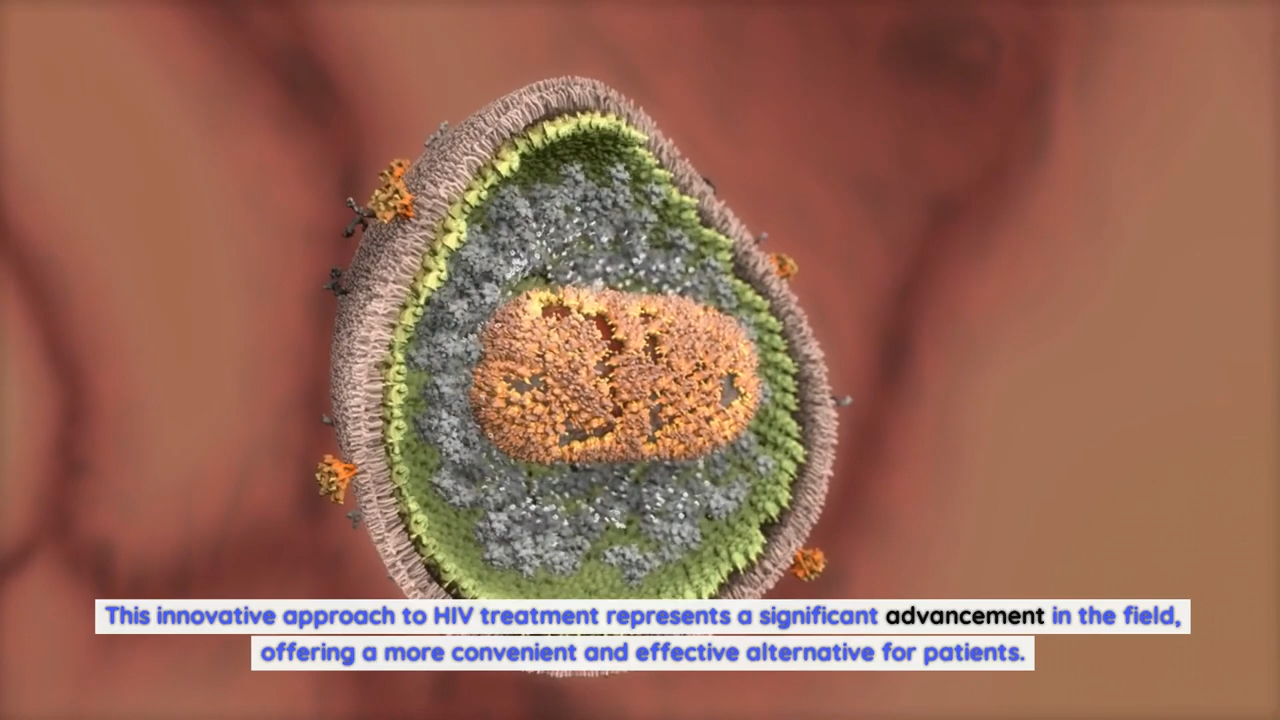 This innovative approach to HIV treatment represents a significant advancement in the field,
offering a more convenient and effective alternative for patients.